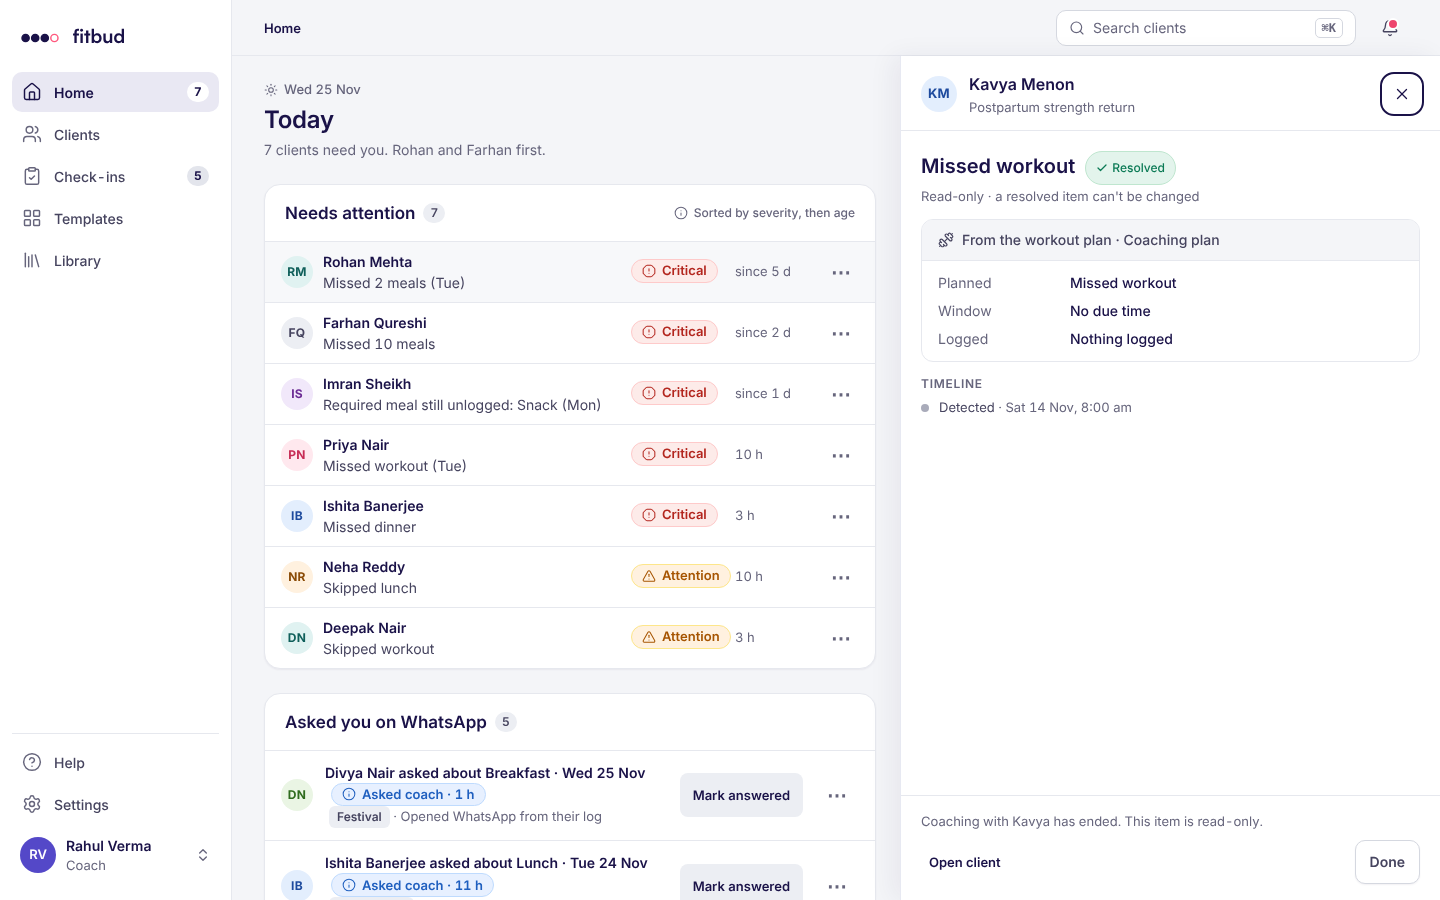 fitbud
Home 7
Clients
Check-ins 5
Templates
Library
Help
Settings
RV Rahul Verma
Coach
Home
Search clients ⌘K
Wed 25 Nov
Today
7 clients need you. Rohan and Farhan first.
Needs attention 7 Sorted by severity, then age
RM Rohan Mehta
Missed 2 meals (Tue) Critical since 5 d
FQ Farhan Qureshi
Missed 10 meals Critical since 2 d
IS Imran Sheikh
Required meal still unlogged: Snack (Mon) Critical since 1 d
PN Priya Nair
Missed workout (Tue) Critical 10 h
IB Ishita Banerjee
Missed dinner Critical 3 h
NR Neha Reddy
Skipped lunch Attention 10 h
DN Deepak Nair
Skipped workout Attention 3 h
Asked you on WhatsApp 5
DN Divya Nair asked about Breakfast · Wed 25 Nov
Asked coach · 1 h
Festival · Opened WhatsApp from their log
Mark answered
IB Ishita Banerjee asked about Lunch · Tue 24 Nov
Asked coach · 11 h
Mark answered
KM Kavya Menon
Postpartum strength return
Missed workout Resolved
Read-only · a resolved item can't be changed
From the workout plan · Coaching plan
Planned Missed workout
Window No due time
Logged Nothing logged
TIMELINE
Detected · Sat 14 Nov, 8:00 am
Coaching with Kavya has ended. This item is read-only.
Open client Done